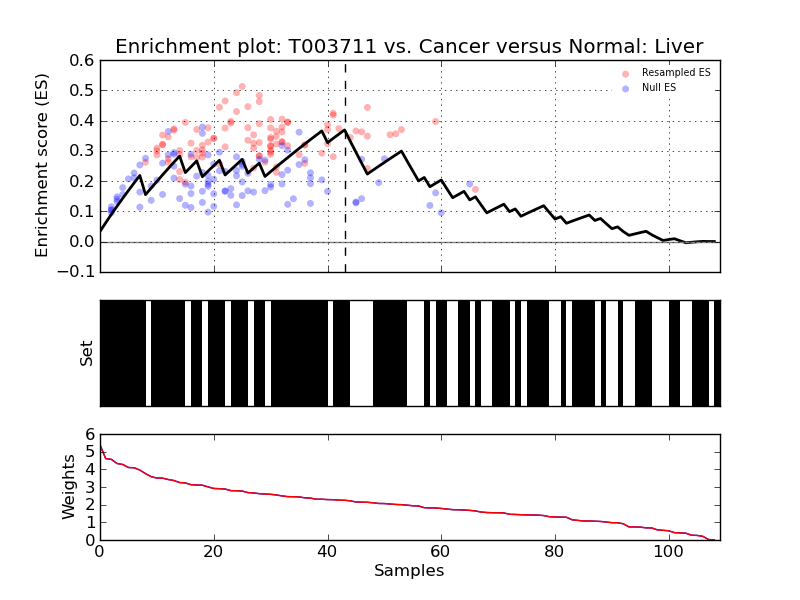 Enrichment plot: T003711 vs. Cancer versus Normal: Liver
Enrichment score (ES)
0.6
0.5
0.4
0.3
0.2
0.1
0.0
−0.1
Resampled ES
Null ES
Set
Weights
6
5
4
3
2
1
0
0 20 40 60 80 100
Samples